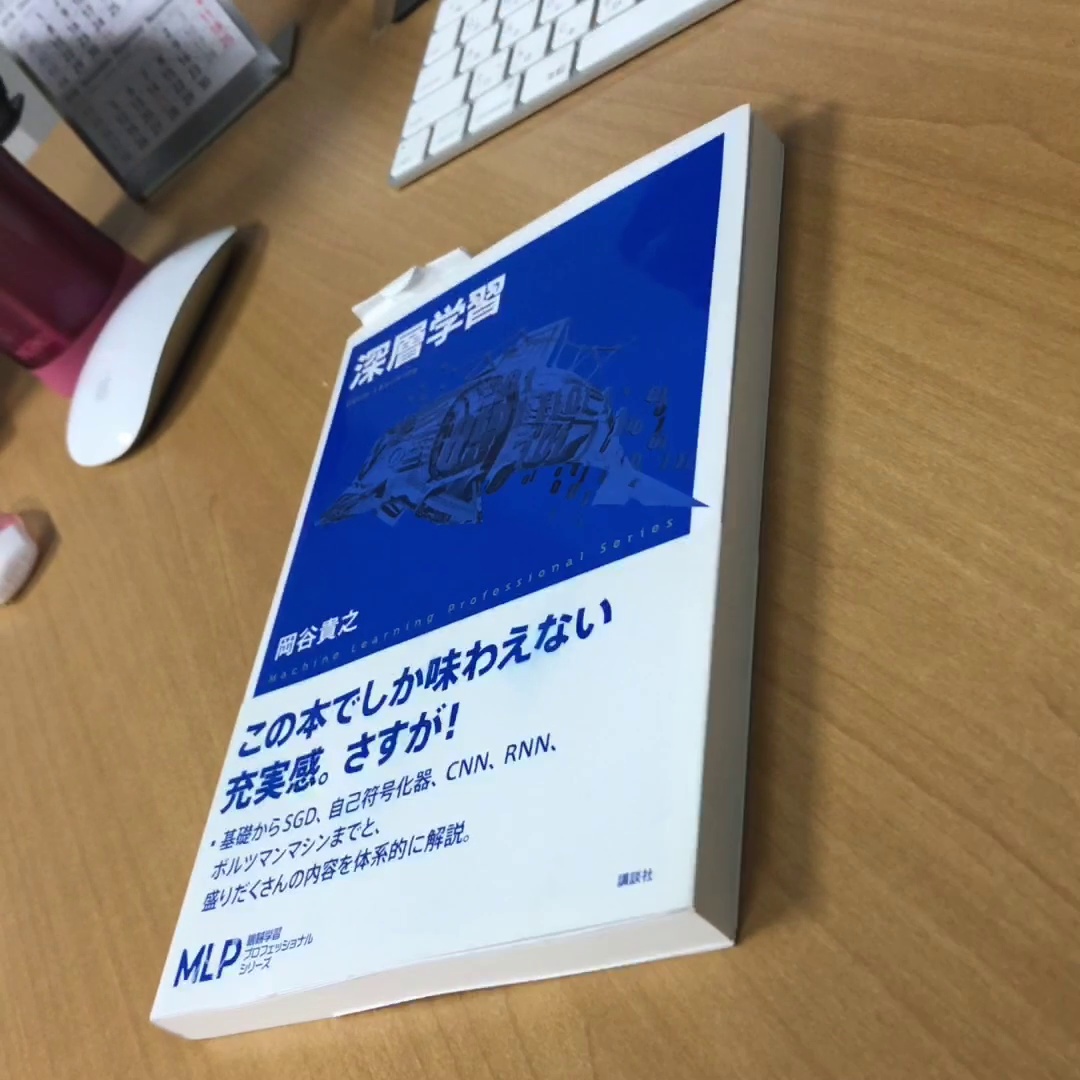 深層学習
Deep Learning
岡谷貴之
Machine Learning Professional Series
この本でしか味わえない
充実感。さすが!
・基礎からSGD、自己符号化器、CNN、RNN、
ボルツマンマシンまでと、
盛りだくさんの内容を体系的に解説。
講談社
MLP
機械学習
プロフェッショナル
シリーズ